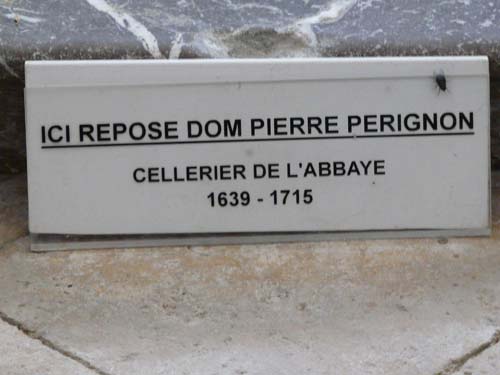 ICI REPOSE DOM PIERRE PERIGNON
CELLERIER DE L'ABBAYE
1639 - 1715